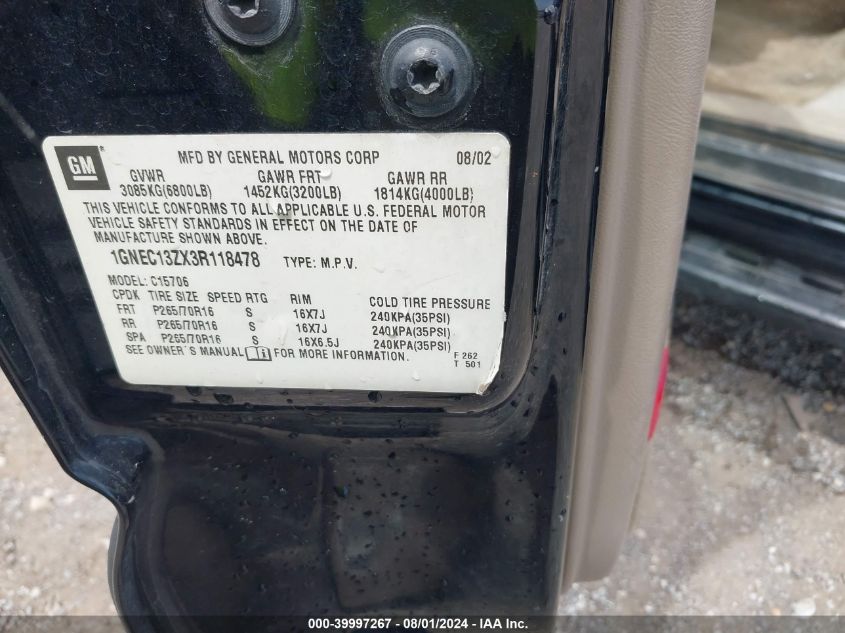 GM® MFD BY GENERAL MOTORS CORP 08/02
GVWR GAWR FRT GAWR RR
3085KG(6800LB) 1452KG(3200LB) 1814KG(4000LB)
THIS VEHICLE CONFORMS TO ALL APPLICABLE U.S. FEDERAL MOTOR
VEHICLE SAFETY STANDARDS IN EFFECT ON THE DATE OF
MANUFACTURE SHOWN ABOVE.
1GNEC13ZX3R118478 TYPE: M.P.V.
MODEL: C15706
CPDK TIRE SIZE SPEED RTG RIM COLD TIRE PRESSURE
FRT P265/70R16 S 16X7J 240KPA(35PSI)
RR P265/70R16 S 16X7J 240KPA(35PSI)
SPA P265/70R16 S 16X6.5J 240KPA(35PSI)
SEE OWNER'S MANUAL FOR MORE INFORMATION. F 262
T 501
000-39997267 - 08/01/2024 - IAA Inc.